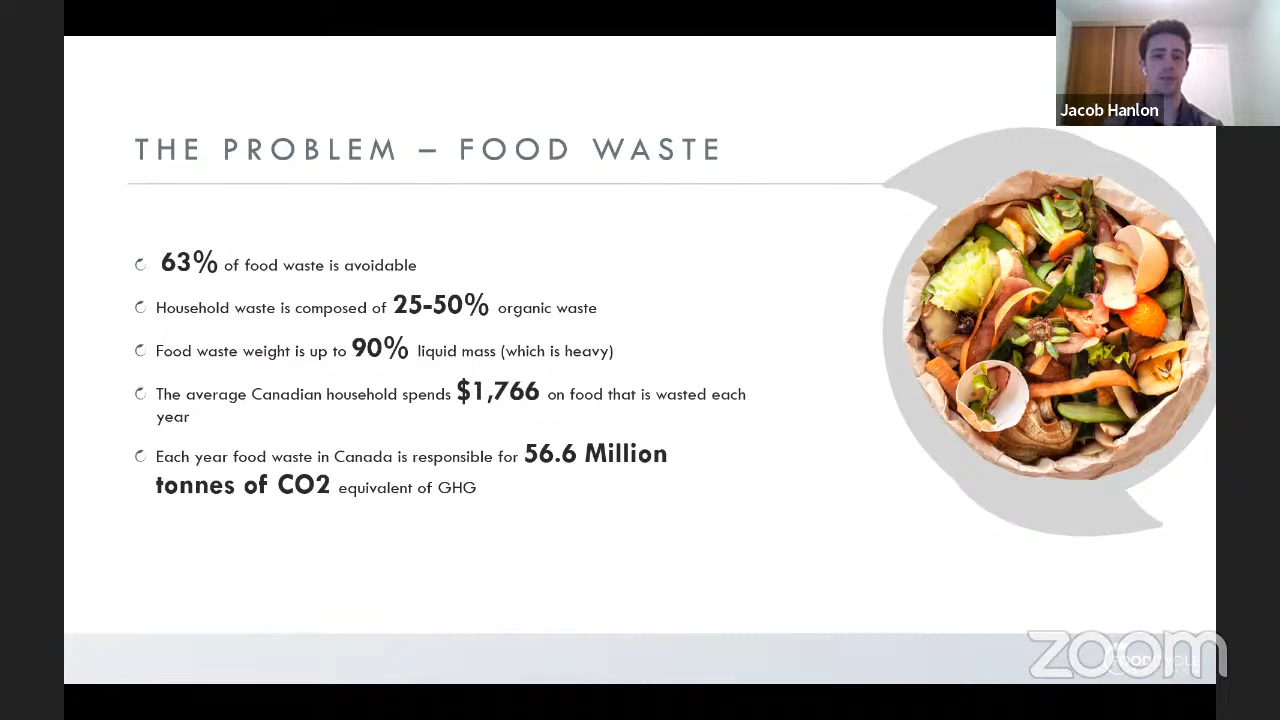 Jacob Hanlon
THE PROBLEM – FOOD WASTE
63% of food waste is avoidable
Household waste is composed of 25-50% organic waste
Food waste weight is up to 90% liquid mass (which is heavy)
The average Canadian household spends $1,766 on food that is wasted each
year
Each year food waste in Canada is responsible for 56.6 Million
tonnes of CO2 equivalent of GHG
zoom
FOODCYCLE